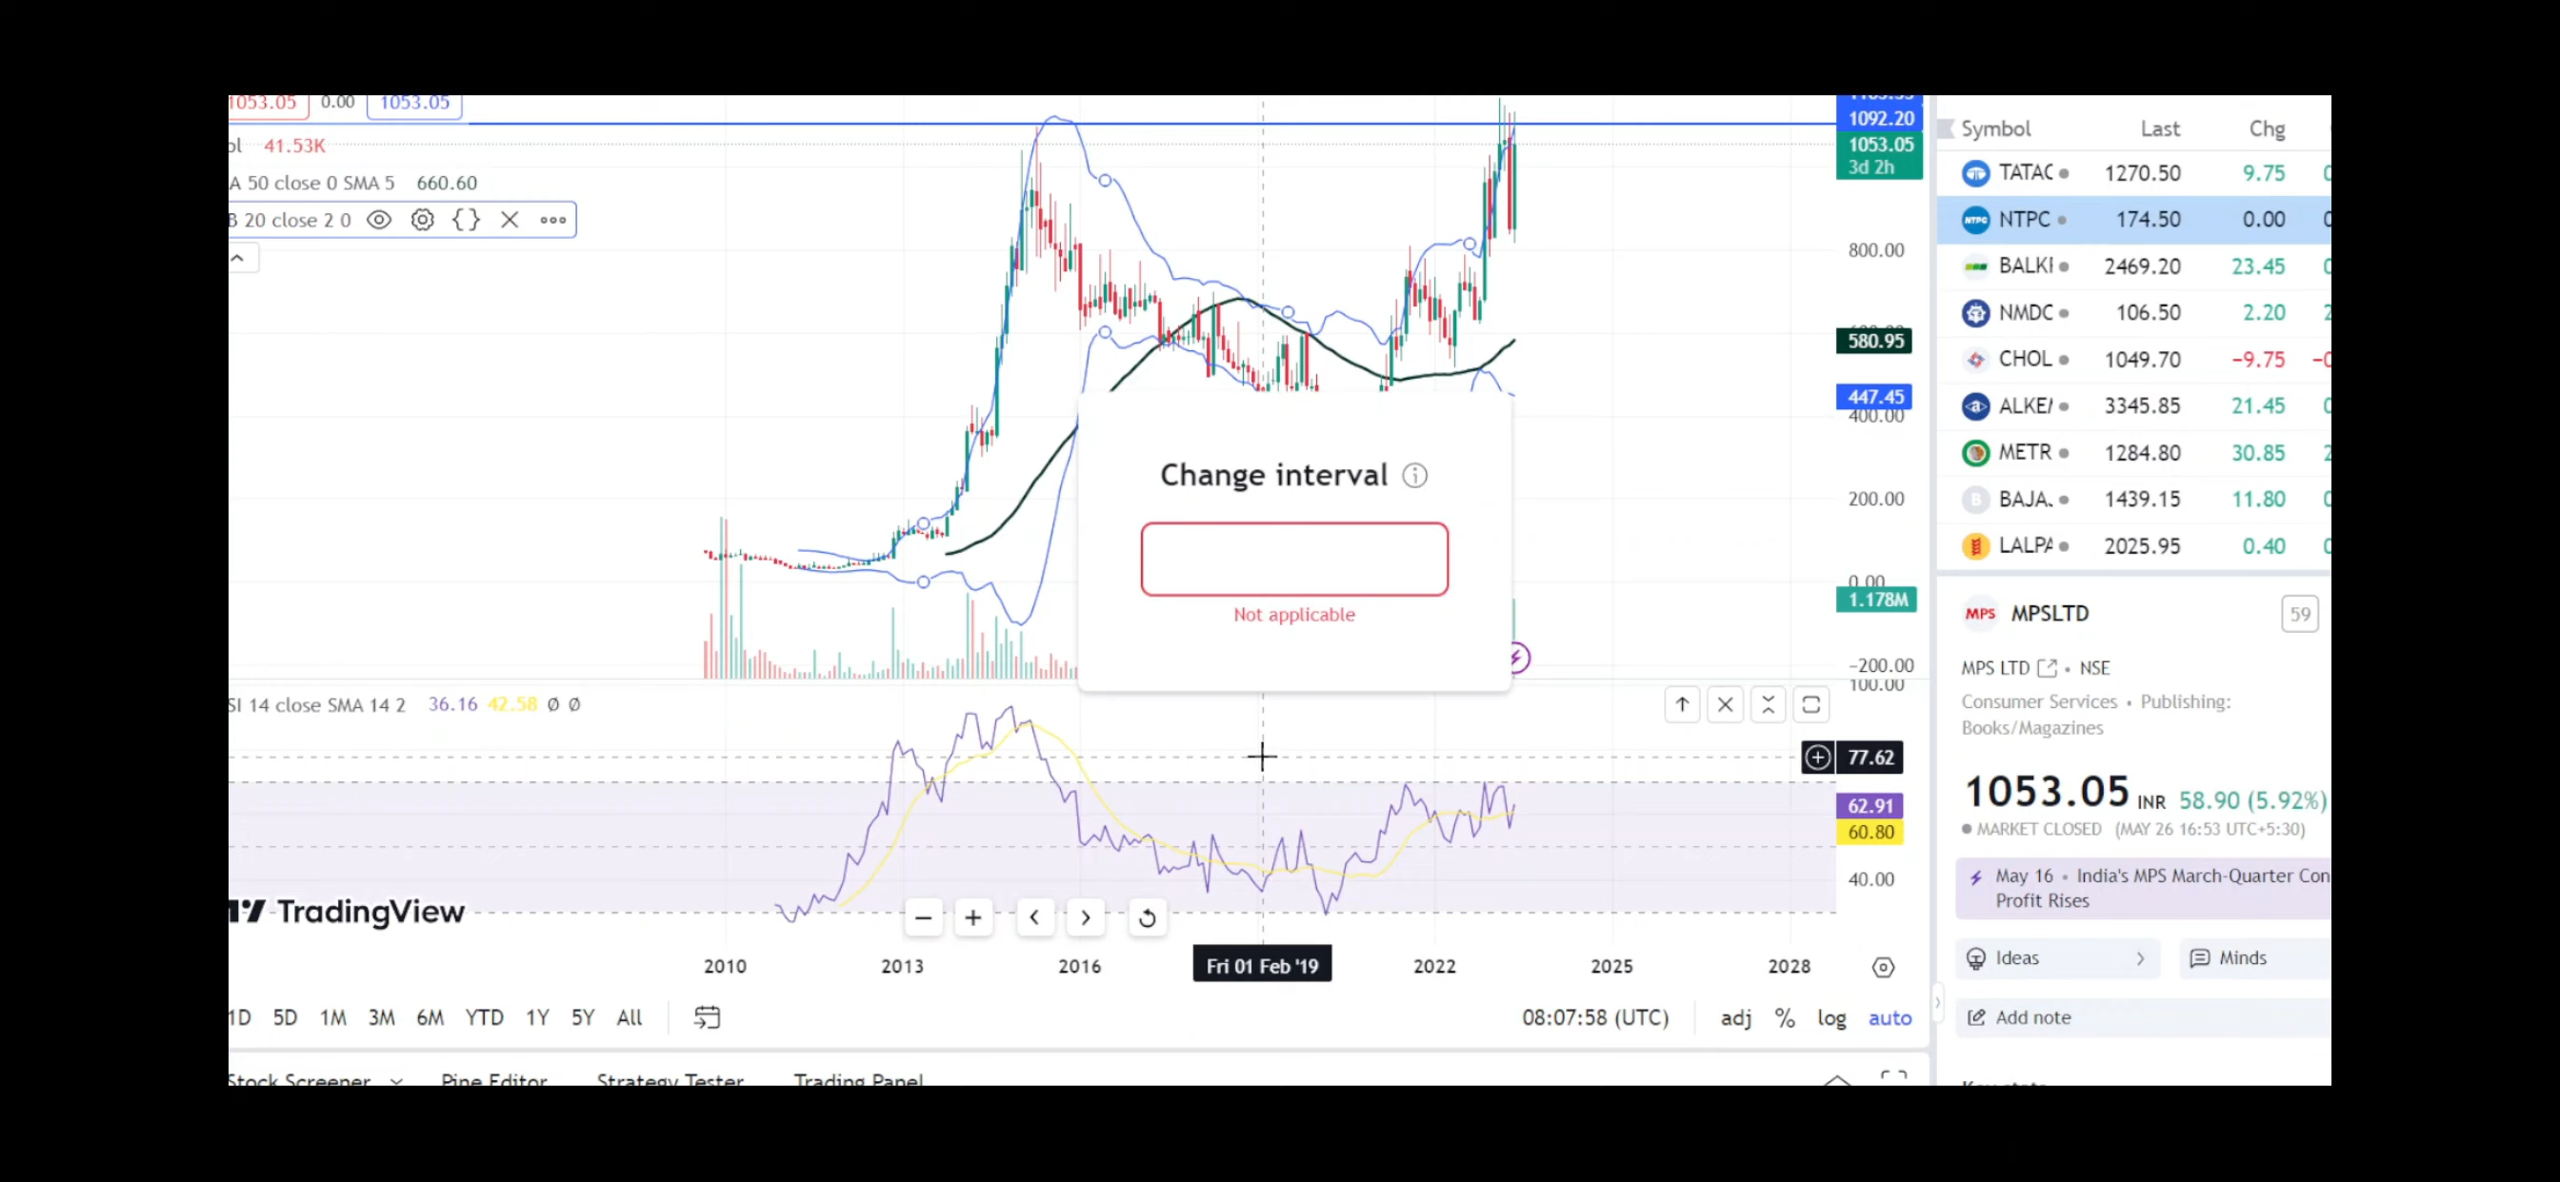 1053.05 0.00 1053.05
41.53K
A 50 close 0 SMA 5 660.60
B 20 close 2 0
1092.20
1053.05
3d 2h
800.00
580.95
447.45
400.00
200.00
0.00
1.178M
-200.00
100.00
Change interval
Not applicable
SI 14 close SMA 14 2 36.16 42.58 Ø Ø
77.62
62.91
60.80
40.00
TradingView
2010 2013 2016 Fri 01 Feb '19 2022 2025 2028
1D 5D 1M 3M 6M YTD 1Y 5Y All
08:07:58 (UTC) adj % log auto
Stock Screener Pine Editor Strategy Tester Trading Panel
Symbol Last Chg
TATAC 1270.50 9.75
NTPC 174.50 0.00
BALKI 2469.20 23.45
NMDC 106.50 2.20
CHOL 1049.70 -9.75
ALKE 3345.85 21.45
METR 1284.80 30.85
BAJA. 1439.15 11.80
LALPA 2025.95 0.40
MPS MPSLTD 59
MPS LTD • NSE
Consumer Services • Publishing:
Books/Magazines
1053.05 INR 58.90 (5.92%)
MARKET CLOSED (MAY 26 16:53 UTC+5:30)
May 16 • India's MPS March-Quarter Con
Profit Rises
Ideas Minds
Add note